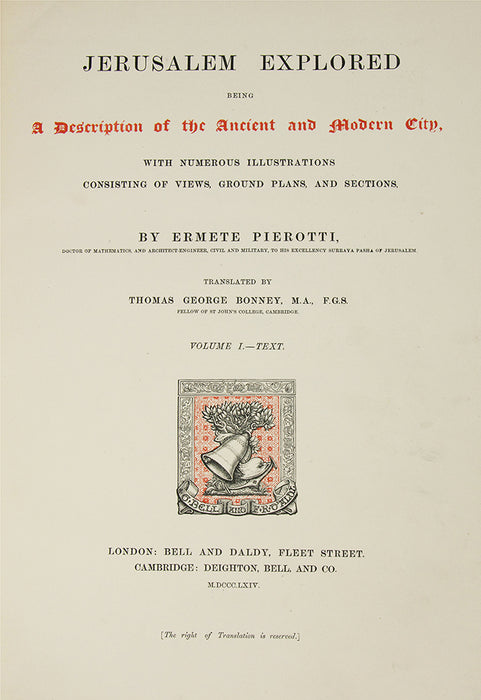 JERUSALEM EXPLORED
BEING
A Description of the Ancient and Modern City,
WITH NUMEROUS ILLUSTRATIONS
CONSISTING OF VIEWS, GROUND PLANS, AND SECTIONS,
BY ERMETE PIEROTTI,
DOCTOR OF MATHEMATICS, AND ARCHITECT-ENGINEER, CIVIL AND MILITARY, TO HIS EXCELLENCY SURRAYA PASHA OF JERUSALEM.
TRANSLATED BY
THOMAS GEORGE BONNEY, M.A., F.G.S.
FELLOW OF ST JOHN'S COLLEGE, CAMBRIDGE.
VOLUME I.—TEXT.
G. BELL AND F. R. DALDY
LONDON: BELL AND DALDY, FLEET STREET.
CAMBRIDGE: DEIGHTON, BELL, AND CO.
M.DCCC.LXIV.
[The right of Translation is reserved.]